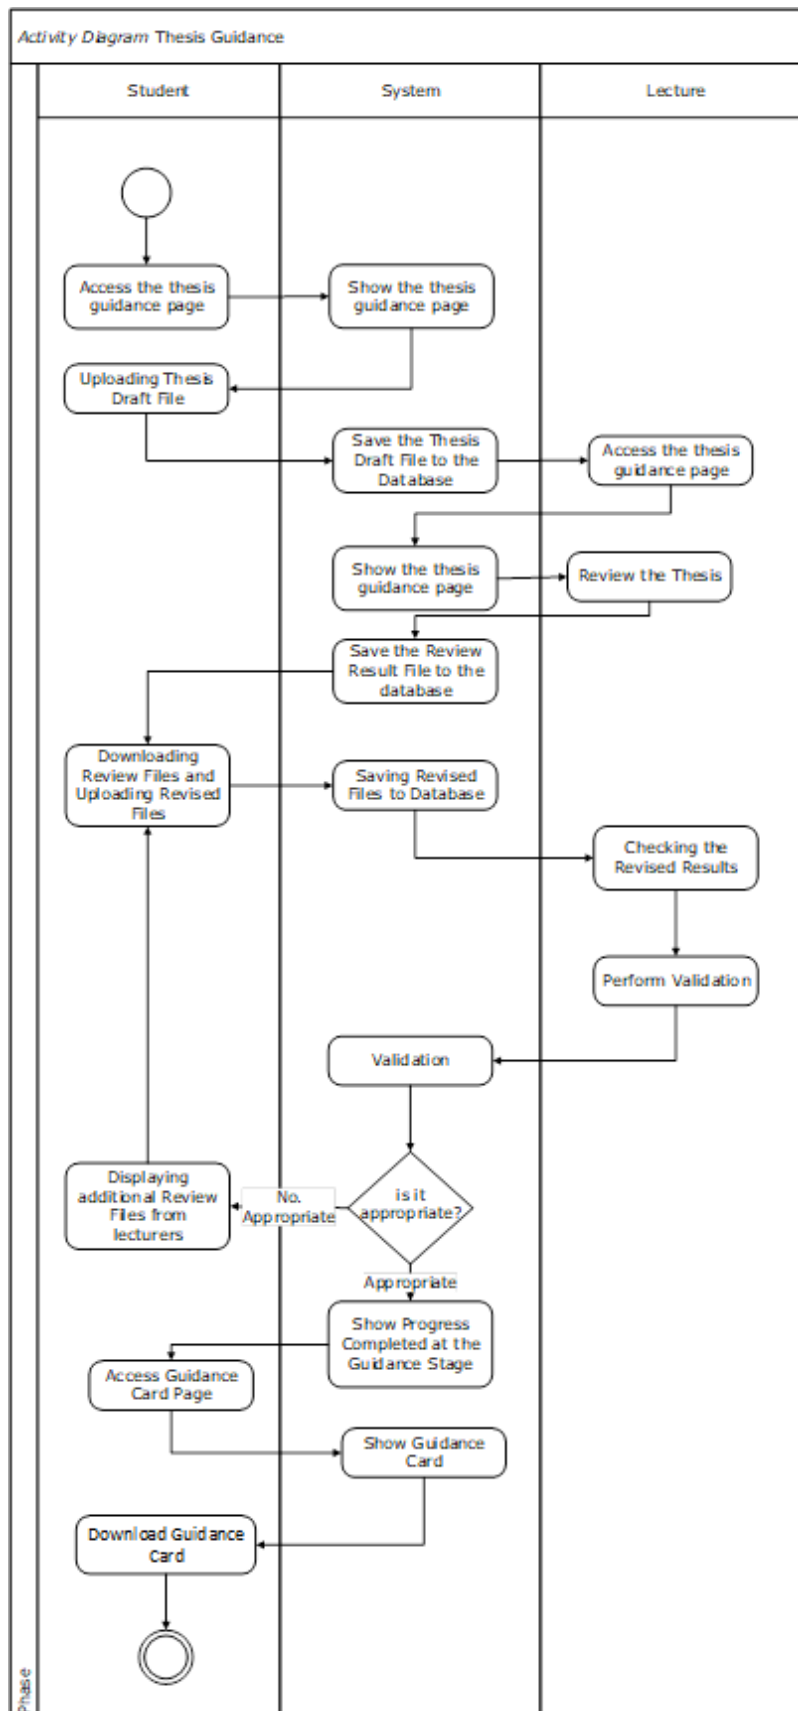 Activity Diagram Thesis Guidance
Student
System
Lecture
Access the thesis
guidance page
Show the thesis
guidance page
Uploading Thesis
Draft File
Save the Thesis
Draft File to the
Database
Access the thesis
guidance page
Show the thesis
guidance page
Review the Thesis
Save the Review
Result File to the
database
Downloading
Review Files and
Uploading Revised
Files
Saving Revised
Files to Database
Checking the
Revised Results
Perform Validation
Validation
is it
appropriate?
No.
Appropriate
Displaying
additional Review
Files from
lecturers
Appropriate
Show Progress
Completed at the
Guidance Stage
Access Guidance
Card Page
Show Guidance
Card
Download Guidance
Card
Phase